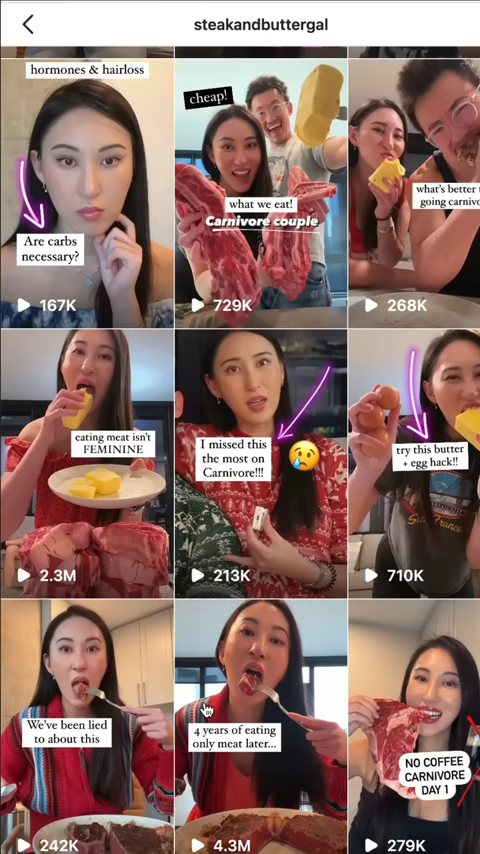 steakandbuttergal
hormones & hairloss
Are carbs
necessary?
167K
cheap!
what we eat!
Carnivore couple
729K
what's better t
going carnivo
268K
eating meat isn't
FEMININE
2.3M
I missed this
the most on
Carnivore!!!
213K
try this butter
+ egg hack!!
710K
We've been lied
to about this
242K
4 years of eating
only meat later...
4.3M
NO COFFEE
CARNIVORE
DAY 1
279K